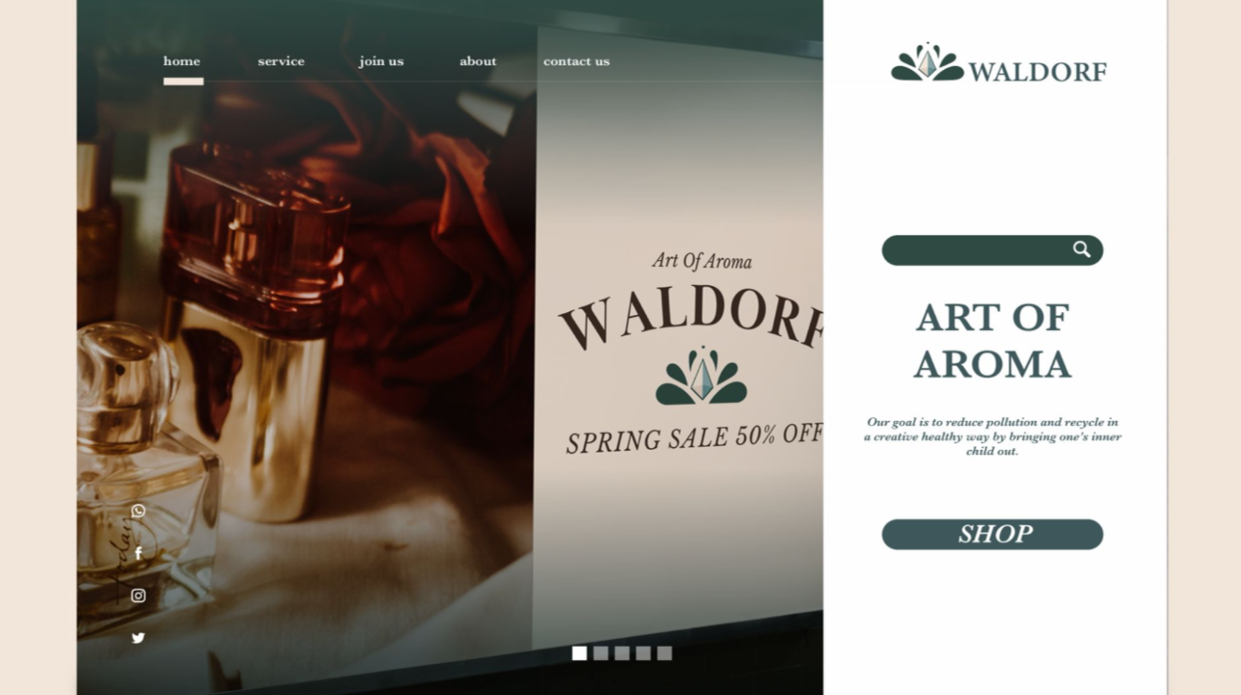 home service join us about contact us
WALDORF
Art Of Aroma
WALDORF
SPRING SALE 50% OFF
ART OF
AROMA
Our goal is to reduce pollution and recycle in
a creative healthy way by bringing one's inner
child out.
SHOP